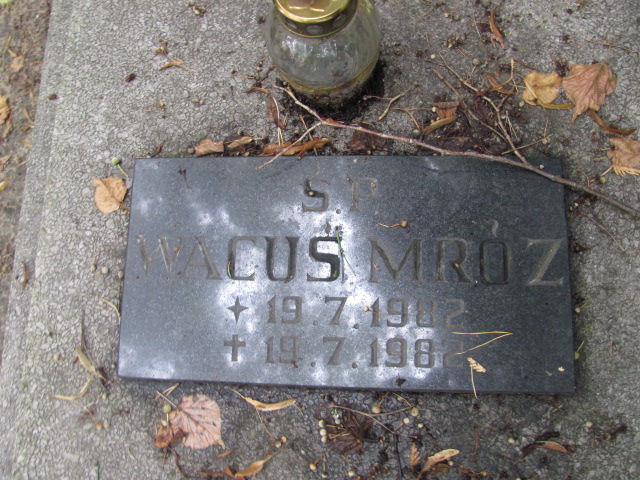 Ś.P
WACUŚ MRÓZ
✦ 19.7.1982
✝ 19.7.1982